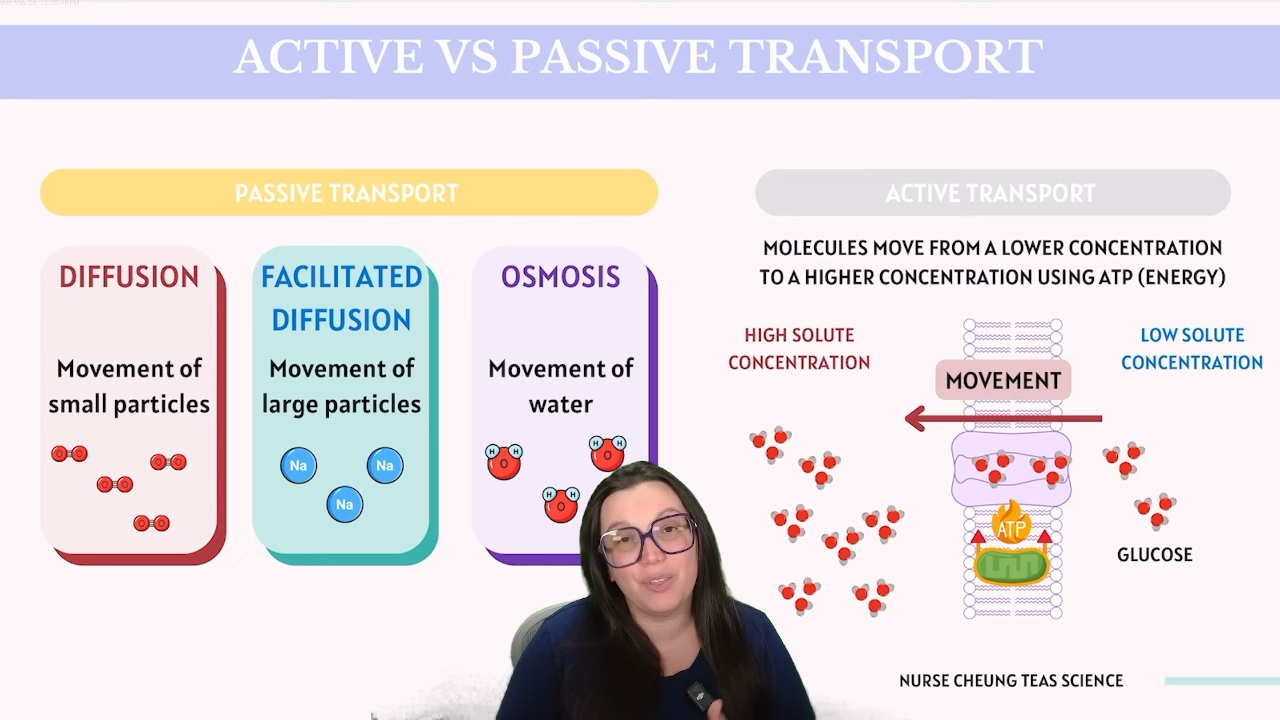 ACTIVE VS PASSIVE TRANSPORT
PASSIVE TRANSPORT
DIFFUSION
Movement of
small particles
FACILITATED
DIFFUSION
Movement of
large particles
Na
Na
Na
OSMOSIS
Movement of
water
H H
H H
H H
ACTIVE TRANSPORT
MOLECULES MOVE FROM A LOWER CONCENTRATION
TO A HIGHER CONCENTRATION USING ATP (ENERGY)
HIGH SOLUTE
CONCENTRATION
MOVEMENT
LOW SOLUTE
CONCENTRATION
ATP
GLUCOSE
NURSE CHEUNG TEAS SCIENCE